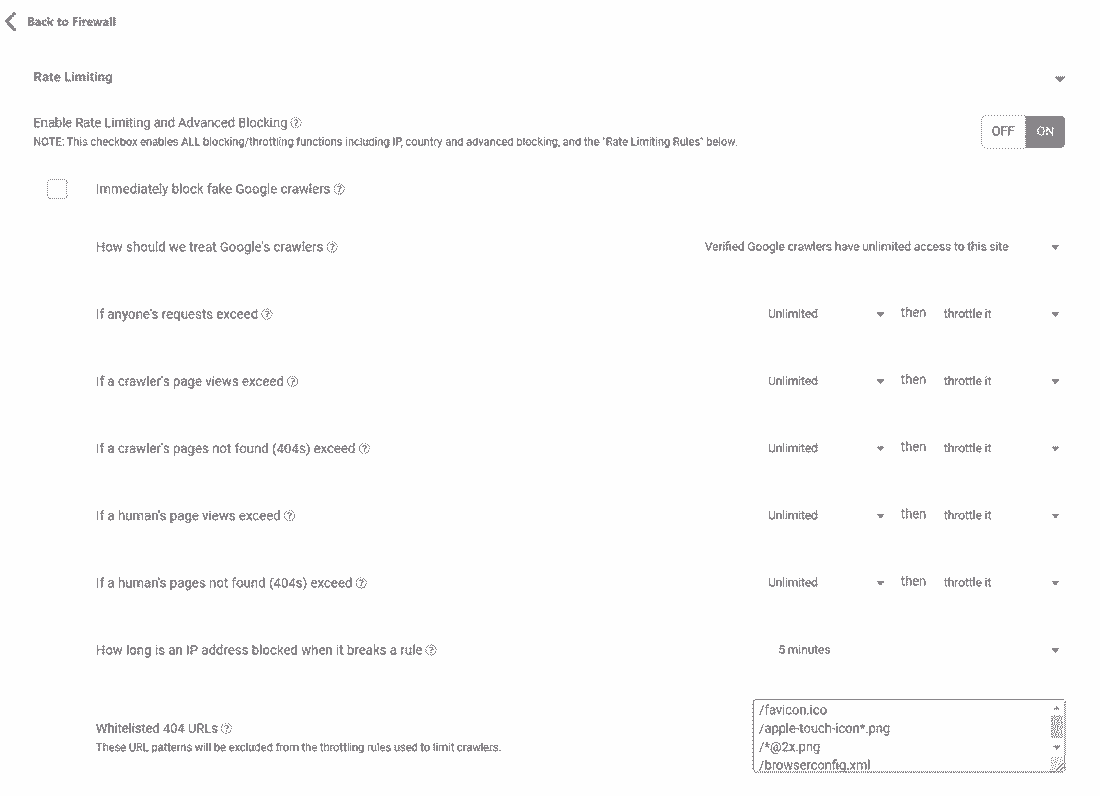 Back to Firewall
Rate Limiting
Enable Rate Limiting and Advanced Blocking ?
OFF ON
NOTE: This checkbox enables ALL blocking/throttling functions including IP, country and advanced blocking, and the "Rate Limiting Rules" below.
Immediately block fake Google crawlers ?
How should we treat Google's crawlers ? Verified Google crawlers have unlimited access to this site
If anyone's requests exceed ? Unlimited then throttle it
If a crawler's page views exceed ? Unlimited then throttle it
If a crawler's pages not found (404s) exceed ? Unlimited then throttle it
If a human's page views exceed ? Unlimited then throttle it
If a human's pages not found (404s) exceed ? Unlimited then throttle it
How long is an IP address blocked when it breaks a rule ? 5 minutes
Whitelisted 404 URLs ?
These URL patterns will be excluded from the throttling rules used to limit crawlers.
/favicon.ico
/apple-touch-icon*.png
/*@2x.png
/browserconfig.xml